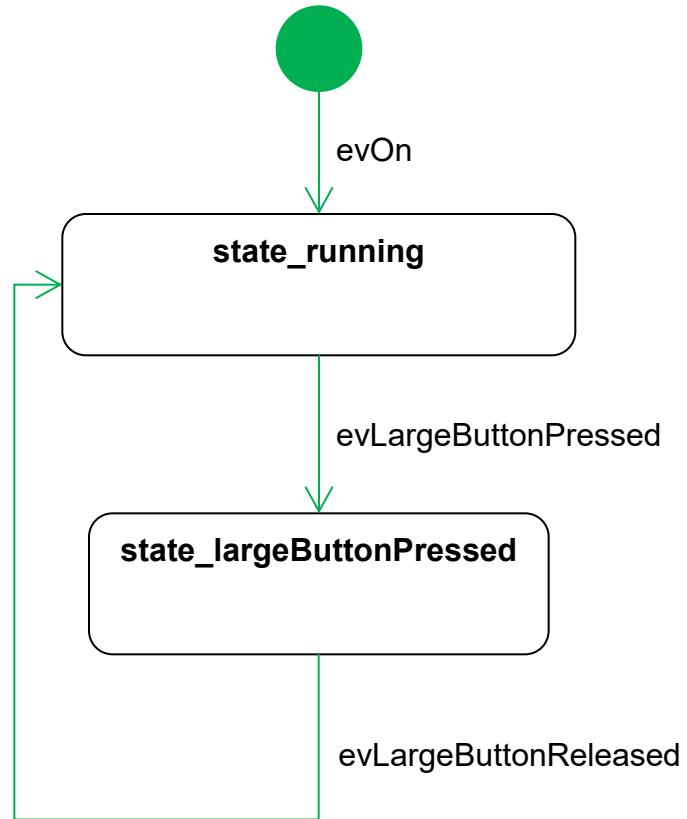 evOn
state_running
evLargeButtonPressed
state_largeButtonPressed
evLargeButtonReleased